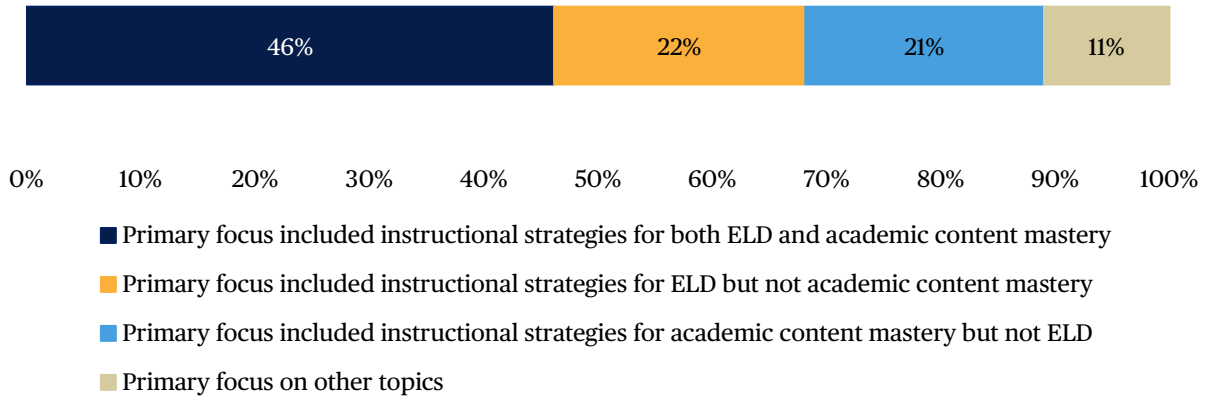 46% 22% 21% 11%
0% 10% 20% 30% 40% 50% 60% 70% 80% 90% 100%
Primary focus included instructional strategies for both ELD and academic content mastery
Primary focus included instructional strategies for ELD but not academic content mastery
Primary focus included instructional strategies for academic content mastery but not ELD
Primary focus on other topics